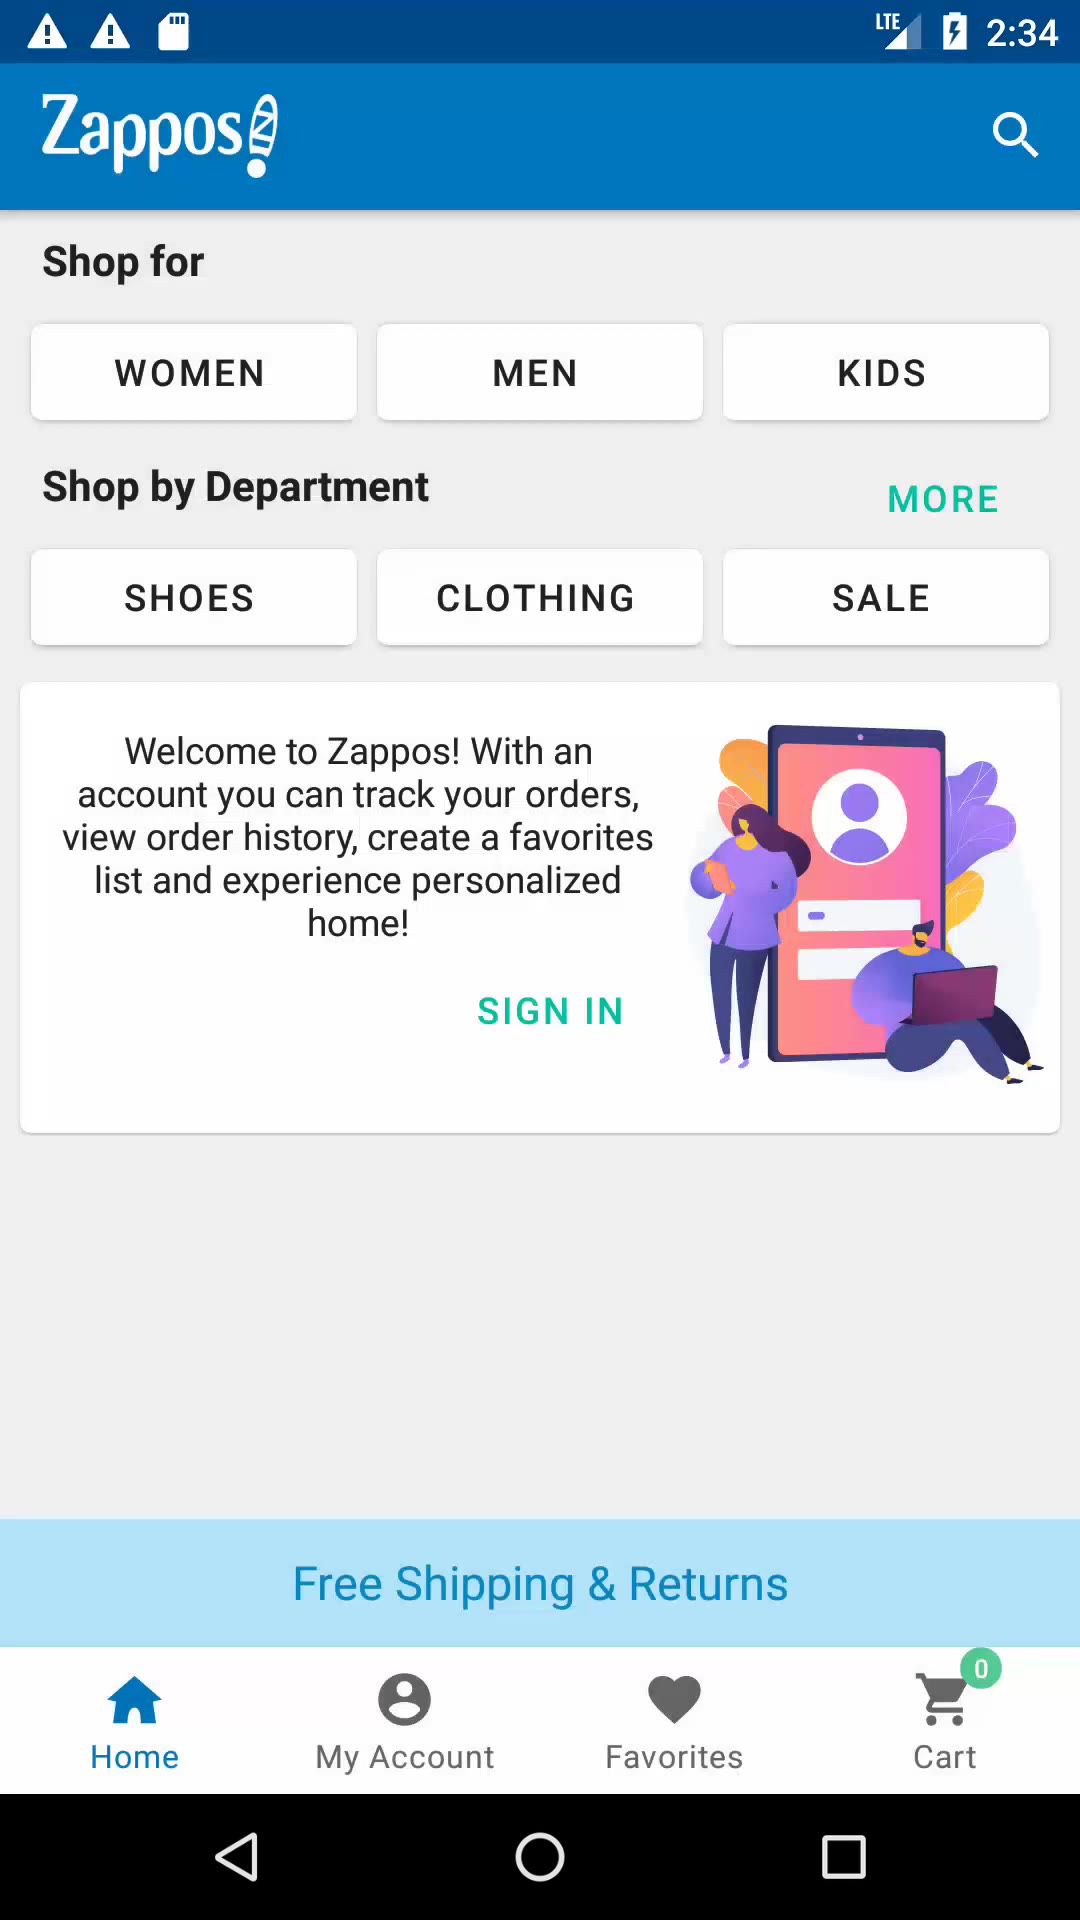 LTE 2:34
Zappos
Shop for
WOMEN MEN KIDS
Shop by Department MORE
SHOES CLOTHING SALE
Welcome to Zappos! With an
account you can track your orders,
view order history, create a favorites
list and experience personalized
home!
SIGN IN
Free Shipping & Returns
0
Home My Account Favorites Cart